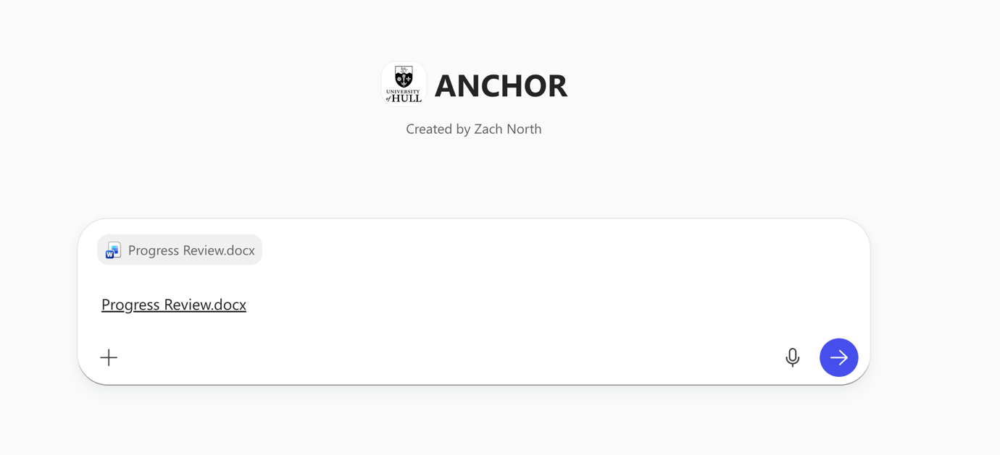 UNIVERSITY
of HULL
ANCHOR
Created by Zach North
Progress Review.docx
Progress Review.docx